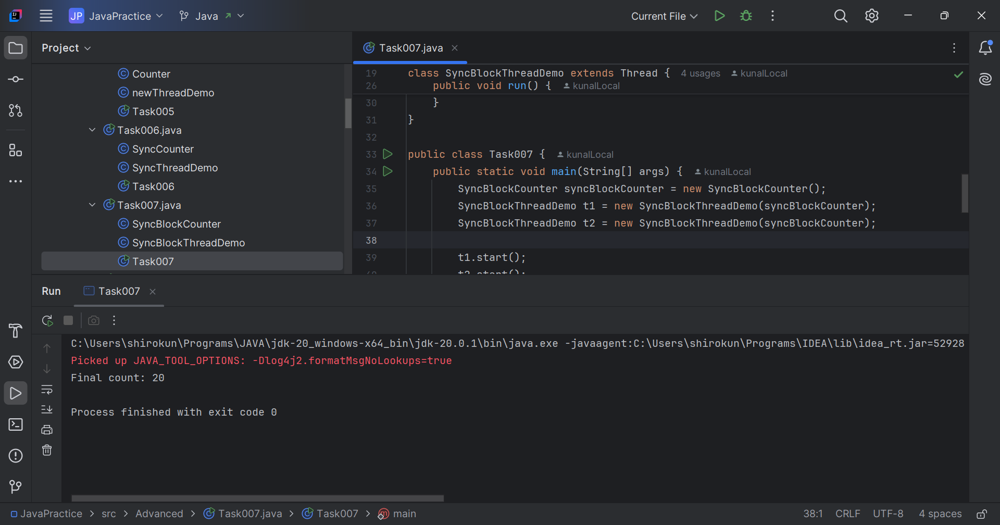 JP JavaPractice Java Current File
Project
Counter
newThreadDemo
Task005
Task006.java
SyncCounter
SyncThreadDemo
Task006
Task007.java
SyncBlockCounter
SyncBlockThreadDemo
Task007
Task007.java
19 class SyncBlockThreadDemo extends Thread { 4 usages kunalLocal
26 public void run() { kunalLocal
30 }
31 }
32
33 public class Task007 { kunalLocal
34 public static void main(String[] args) { kunalLocal
35 SyncBlockCounter syncBlockCounter = new SyncBlockCounter();
36 SyncBlockThreadDemo t1 = new SyncBlockThreadDemo(syncBlockCounter);
37 SyncBlockThreadDemo t2 = new SyncBlockThreadDemo(syncBlockCounter);
38
39 t1.start();
40 t2.start();
Run Task007
C:\Users\shirokun\Programs\JAVA\jdk-20_windows-x64_bin\jdk-20.0.1\bin\java.exe -javaagent:C:\Users\shirokun\Programs\IDEA\lib\idea_rt.jar=52928
Picked up JAVA_TOOL_OPTIONS: -Dlog4j2.formatMsgNoLookups=true
Final count: 20
Process finished with exit code 0
JavaPractice > src > Advanced > Task007.java > Task007 > main 38:1 CRLF UTF-8 4 spaces